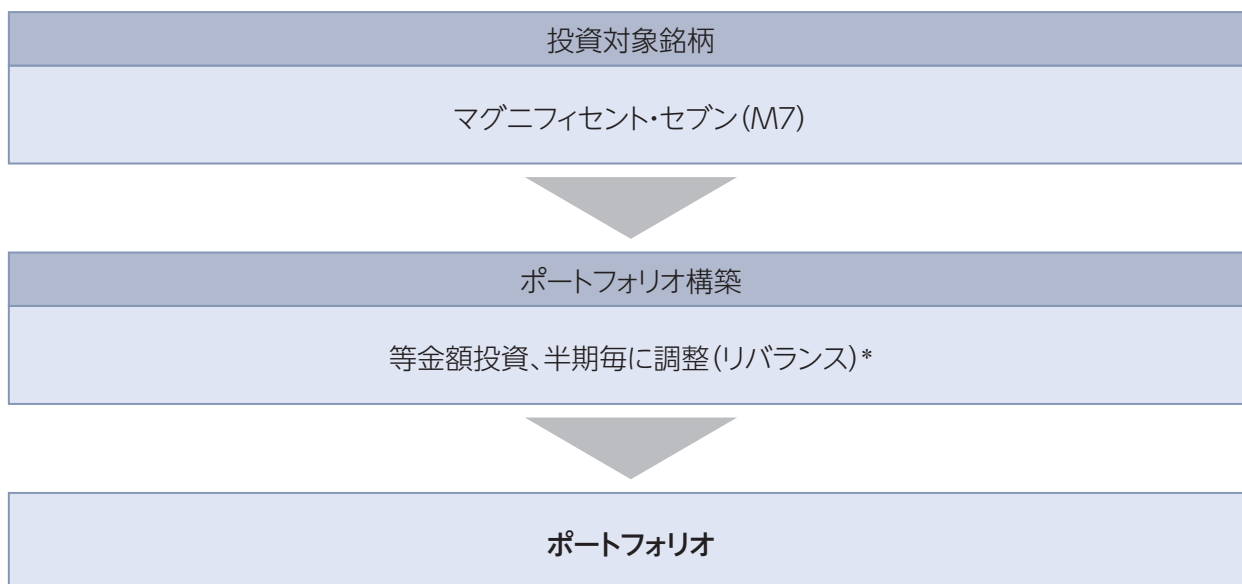 投資対象銘柄
マグニフィセント・セブン(M7)
ポートフォリオ構築
等金額投資、半期毎に調整(リバランス)*
ポートフォリオ